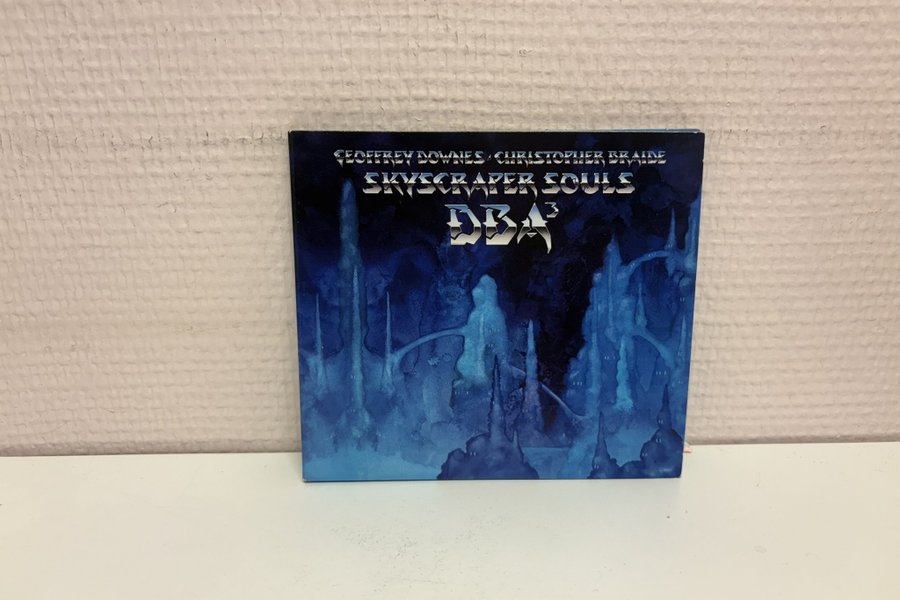 GEOFFREY DOWNES / CHRISTOPHER BRAIDE
SKYSCRAPER SOULS
DBA³